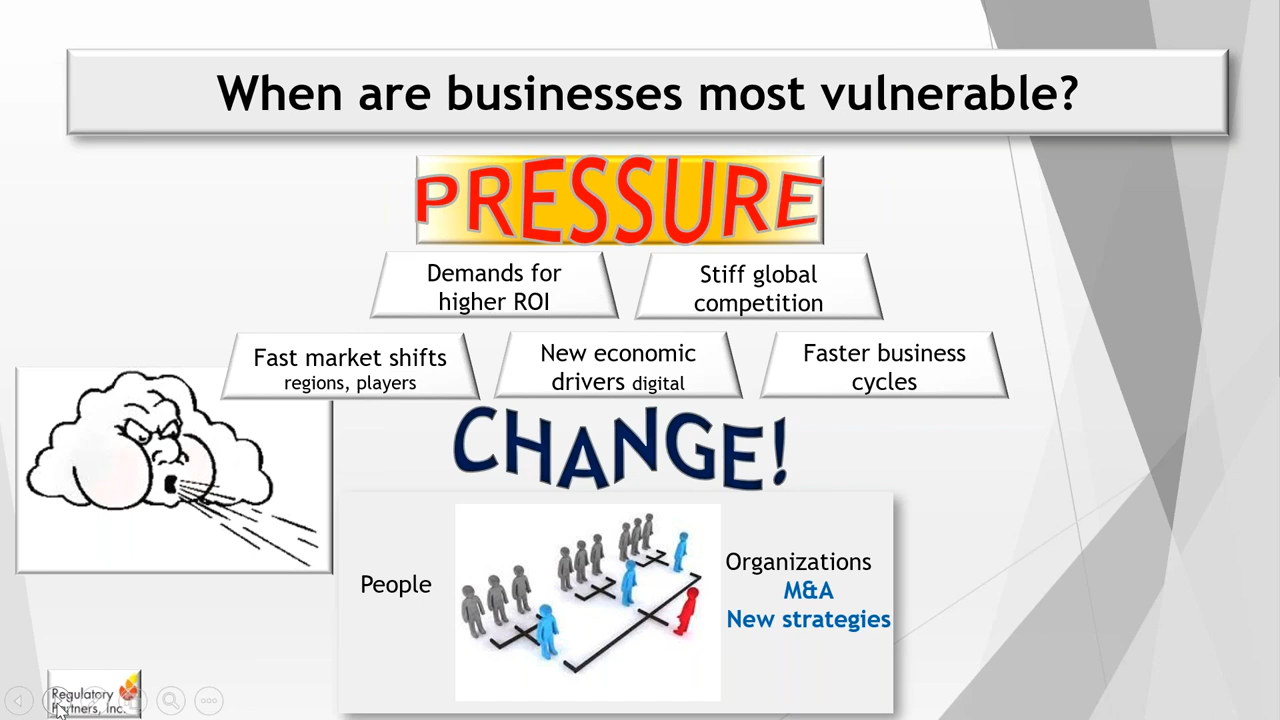 When are businesses most vulnerable?
PRESSURE
Demands for
higher ROI
Stiff global
competition
Fast market shifts
regions, players
New economic
drivers digital
Faster business
cycles
CHANGE!
People
Organizations
M&A
New strategies
Regulatory
Partners, Inc.